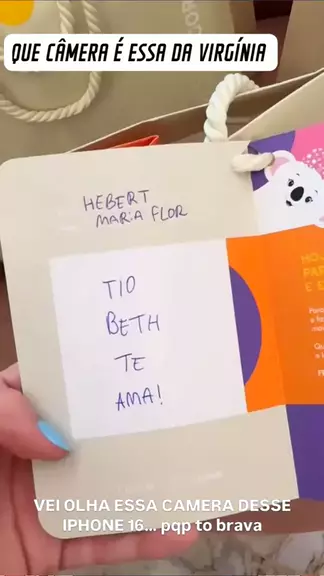 QUE CÂMERA É ESSA DA VIRGÍNIA
HEBERT
MARIA FLOR
TIO
BETH
TE
AMA!
VEI OLHA ESSA CAMERA DESSE
IPHONE 16... pqp to brava